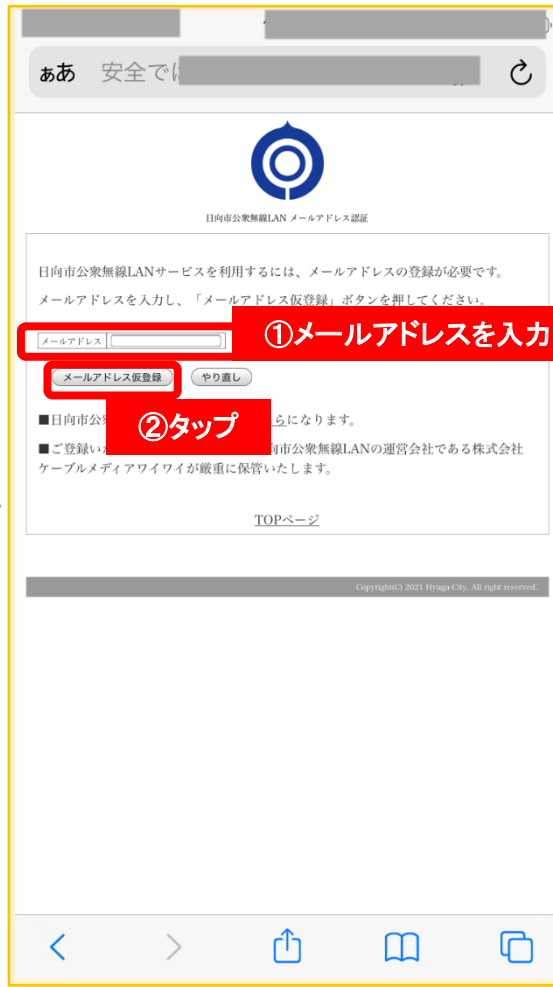 ぁあ 安全では
日向市公衆無線LAN メールアドレス認証
日向市公衆無線LANサービスを利用するには、メールアドレスの登録が必要です。
メールアドレスを入力し、「メールアドレス仮登録」ボタンを押してください。
メールアドレス
①メールアドレスを入力
メールアドレス仮登録 やり直し
②タップ
■日向市公 らになります。
■ご登録い 向市公衆無線LANの運営会社である株式会社
ケーブルメディアワイワイが厳重に保管いたします。
TOPページ
Copyright(C) 2021 Hyuga-City. All right reserved.